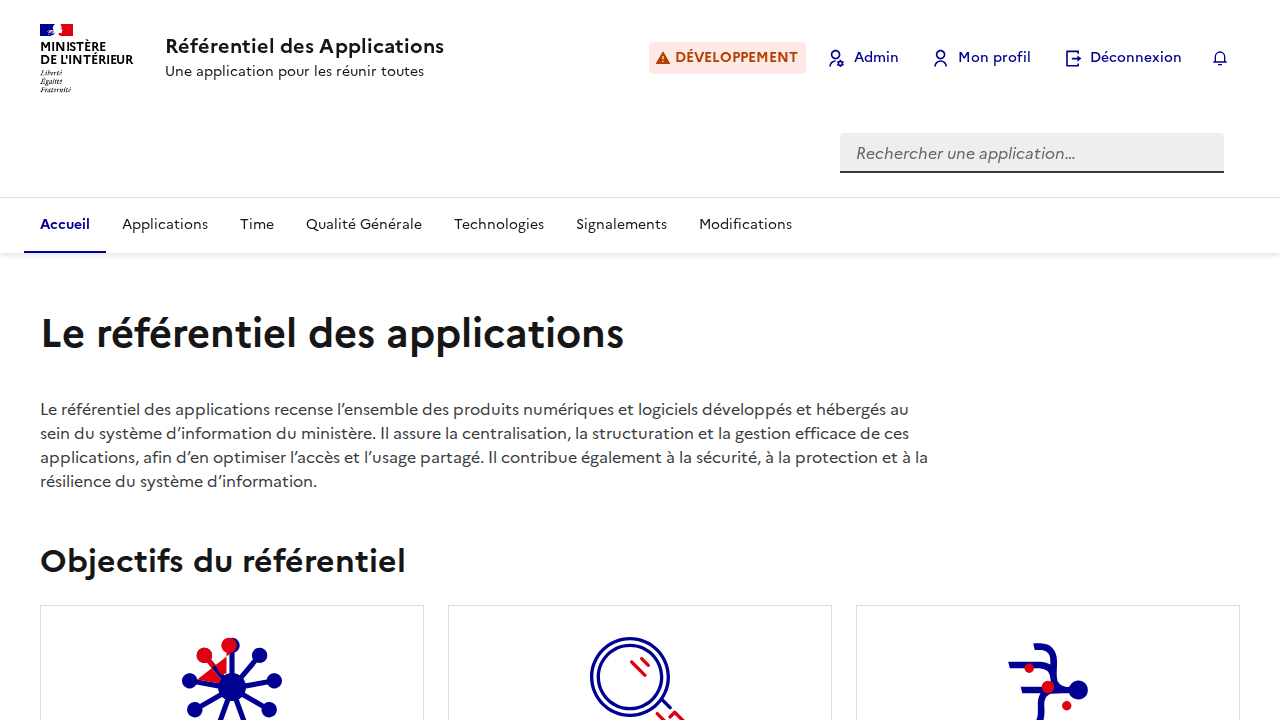 MINISTÈRE
DE L'INTÉRIEUR
Liberté
Égalité
Fraternité
Référentiel des Applications
Une application pour les réunir toutes
DÉVELOPPEMENT
Admin
Mon profil
Déconnexion
Rechercher une application…
Accueil
Applications
Time
Qualité Générale
Technologies
Signalements
Modifications
Le référentiel des applications
Le référentiel des applications recense l’ensemble des produits numériques et logiciels développés et hébergés au
sein du système d’information du ministère. Il assure la centralisation, la structuration et la gestion efficace de ces
applications, afin d’en optimiser l’accès et l’usage partagé. Il contribue également à la sécurité, à la protection et à la
résilience du système d’information.
Objectifs du référentiel